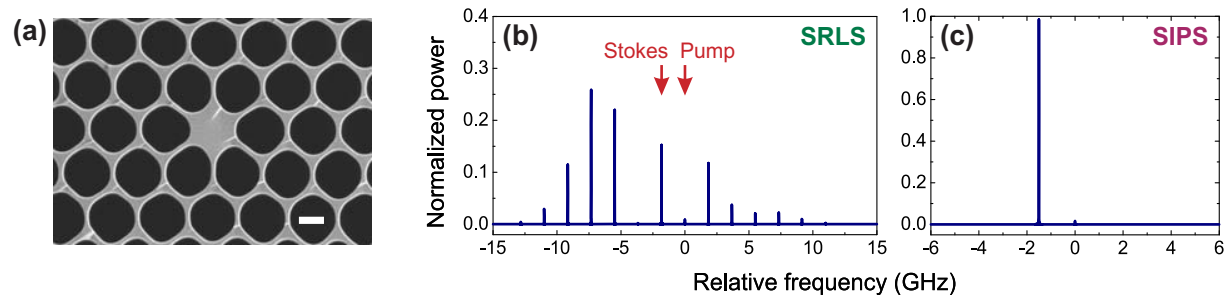 (a)
(b)
SRLS
Stokes Pump
Normalized power
0.4
0.3
0.2
0.1
0.0
-15 -10 -5 0 5 10 15
(c)
SIPS
1.0
0.8
0.6
0.4
0.2
0.0
-6 -4 -2 0 2 4 6
Relative frequency (GHz)